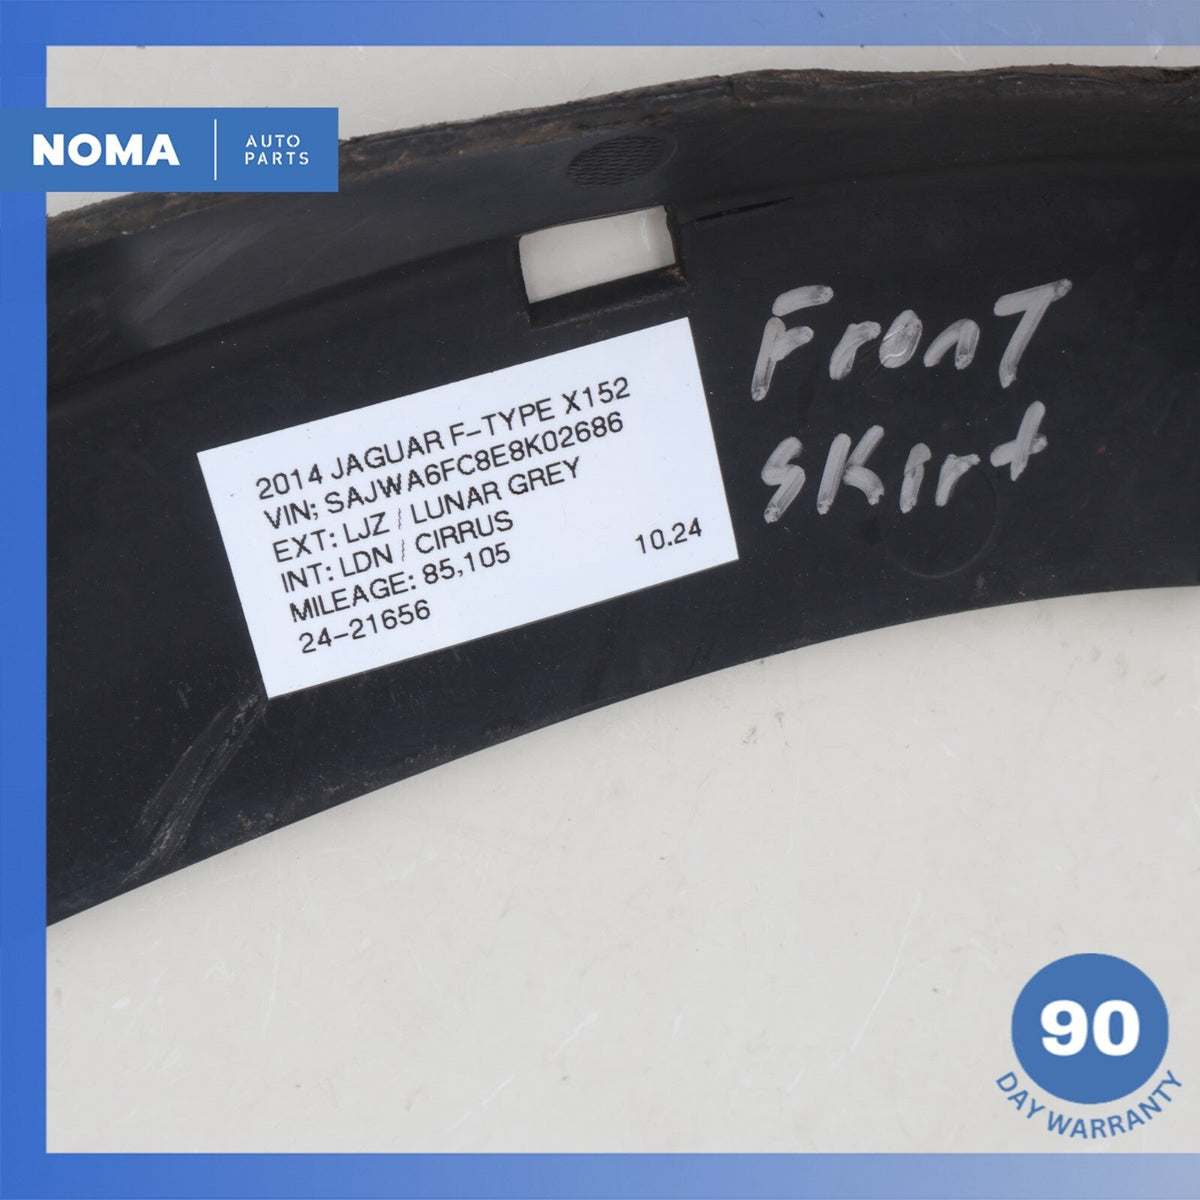 NOMA
AUTO
PARTS
Front
Skirt
2014 JAGUAR F-TYPE X152
VIN; SAJWA6FC8E8K02686
EXT: LJZ / LUNAR GREY
INT: LDN / CIRRUS
MILEAGE: 85,105
10.24
24-21656
90
DAY WARRANTY